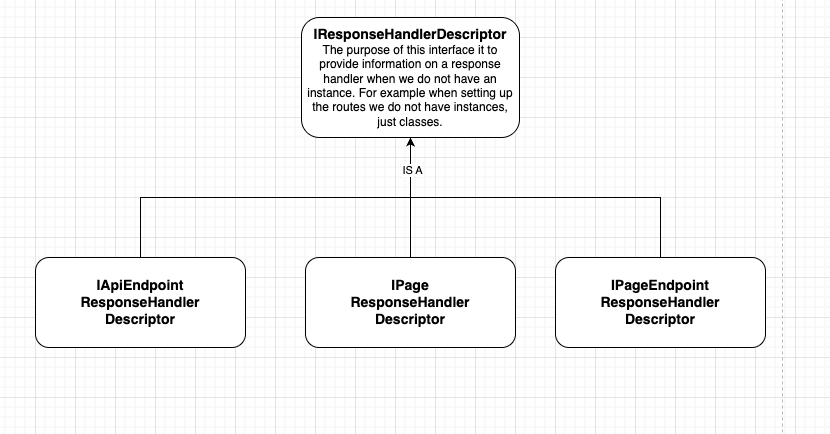 IResponseHandlerDescriptor
The purpose of this interface it to
provide information on a response
handler when we do not have an
instance. For example when setting up
the routes we do not have instances,
just classes.
IS A
IApiEndpoint
ResponseHandler
Descriptor
IPage
ResponseHandler
Descriptor
IPageEndpoint
ResponseHandler
Descriptor